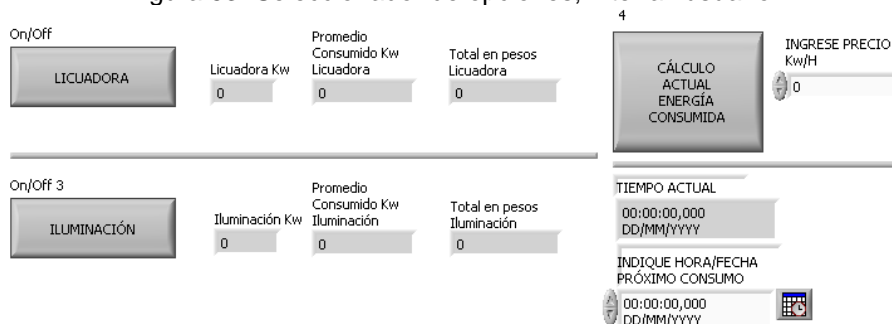 4
On/Off
LICUADORA
Licuadora Kw
0
Promedio
Consumido Kw
Licuadora
0
Total en pesos
Licuadora
0
CÁLCULO
ACTUAL
ENERGÍA
CONSUMIDA
INGRESE PRECIO
Kw/H
0
On/Off 3
ILUMINACIÓN
Iluminación Kw
0
Promedio
Consumido Kw
Iluminación
0
Total en pesos
Iluminación
0
TIEMPO ACTUAL
00:00:00,000
DD/MM/YYYY
INDIQUE HORA/FECHA
PRÓXIMO CONSUMO
00:00:00,000
DD/MM/YYYY